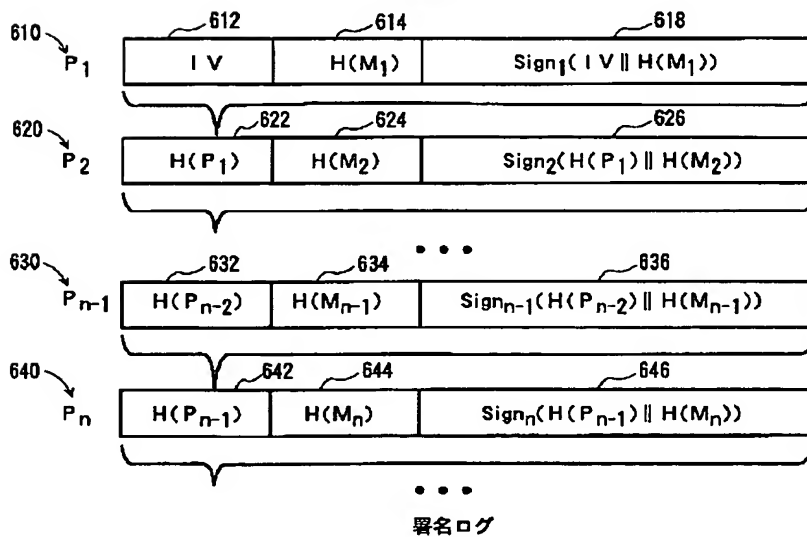 612 614 618
610
P1 IV H(M1) Sign1(IV‖H(M1))
620 622 624 626
P2 H(P1) H(M2) Sign2(H(P1)‖H(M2))
• • •
630 632 634 636
Pn-1 H(Pn-2) H(Mn-1) Signn-1(H(Pn-2)‖H(Mn-1))
640 642 644 646
Pn H(Pn-1) H(Mn) Signn(H(Pn-1)‖H(Mn))
• • •
署名ログ